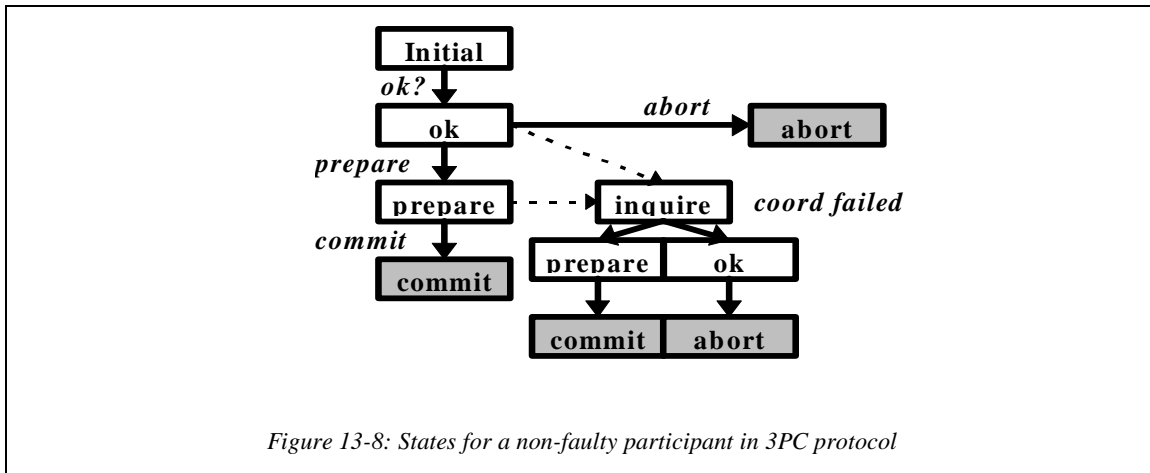 Initial
ok?
abort
ok
abort
prepare
prepare
inquire
coord failed
commit
prepare
ok
commit
commit
abort
Figure 13-8: States for a non-faulty participant in 3PC protocol